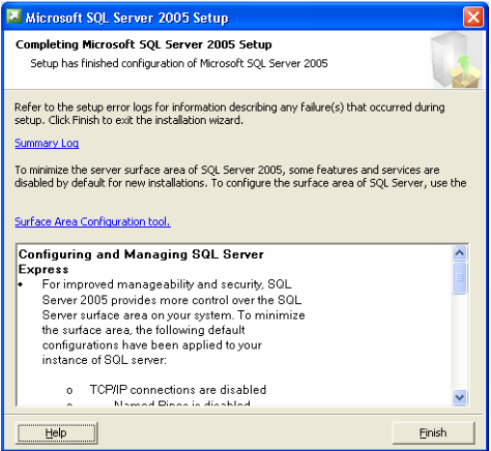 Microsoft SQL Server 2005 Setup
Completing Microsoft SQL Server 2005 Setup
Setup has finished configuration of Microsoft SQL Server 2005
Refer to the setup error logs for information describing any failure(s) that occurred during
setup. Click Finish to exit the installation wizard.
Summary Log
To minimize the server surface area of SQL Server 2005, some features and services are
disabled by default for new installations. To configure the surface area of SQL Server, use the
Surface Area Configuration tool.
Configuring and Managing SQL Server
Express
• For improved manageability and security, SQL
Server 2005 provides more control over the SQL
Server surface area on your system. To minimize
the surface area, the following default
configurations have been applied to your
instance of SQL server:
o TCP/IP connections are disabled
o Named Pipes is disabled
Help
Finish